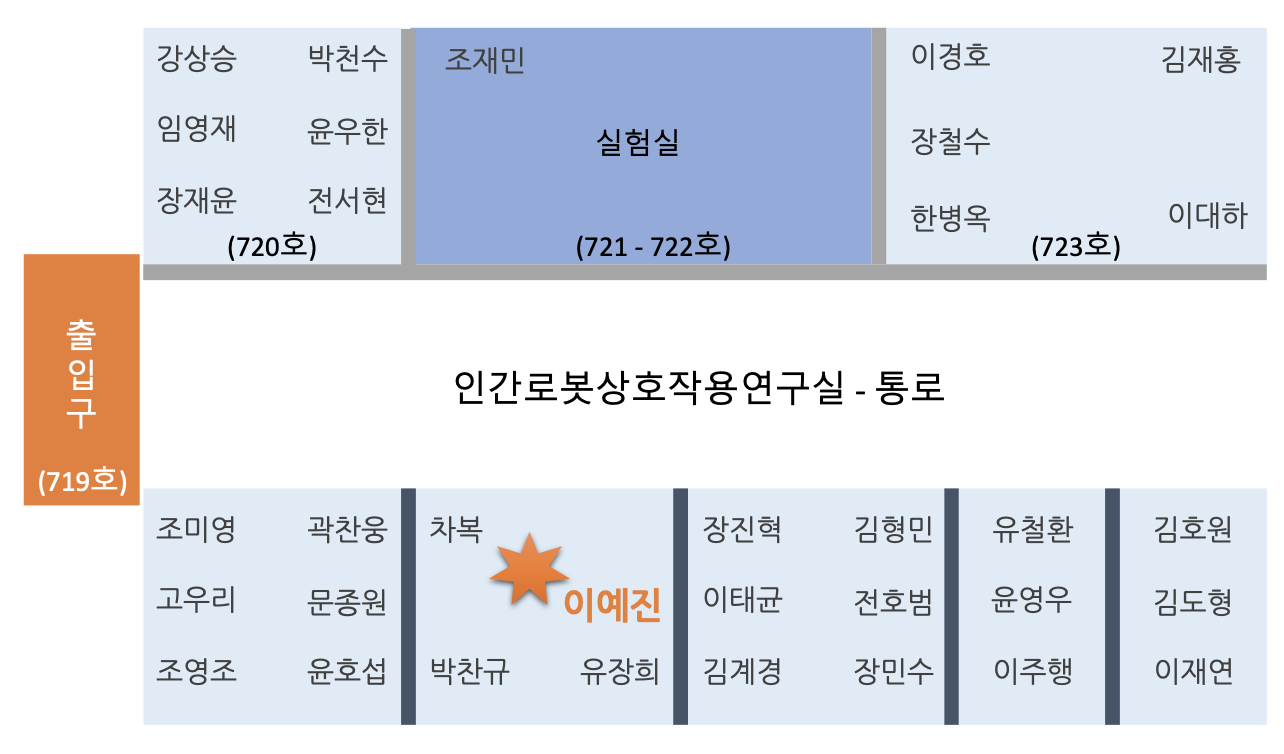 강상승 박천수
임영재 윤우한
장재윤 전서현
(720호)
조재민
실험실
(721 - 722호)
이경호 김재홍
장철수
한병옥 이대하
(723호)
출
입
구
(719호)
인간로봇상호작용연구실 - 통로
조미영 곽찬웅
고우리 문종원
조영조 윤호섭
차복
이예진
박찬규 유장희
장진혁 김형민
이태균 전호범
김계경 장민수
유철환
윤영우
이주행
김호원
김도형
이재연